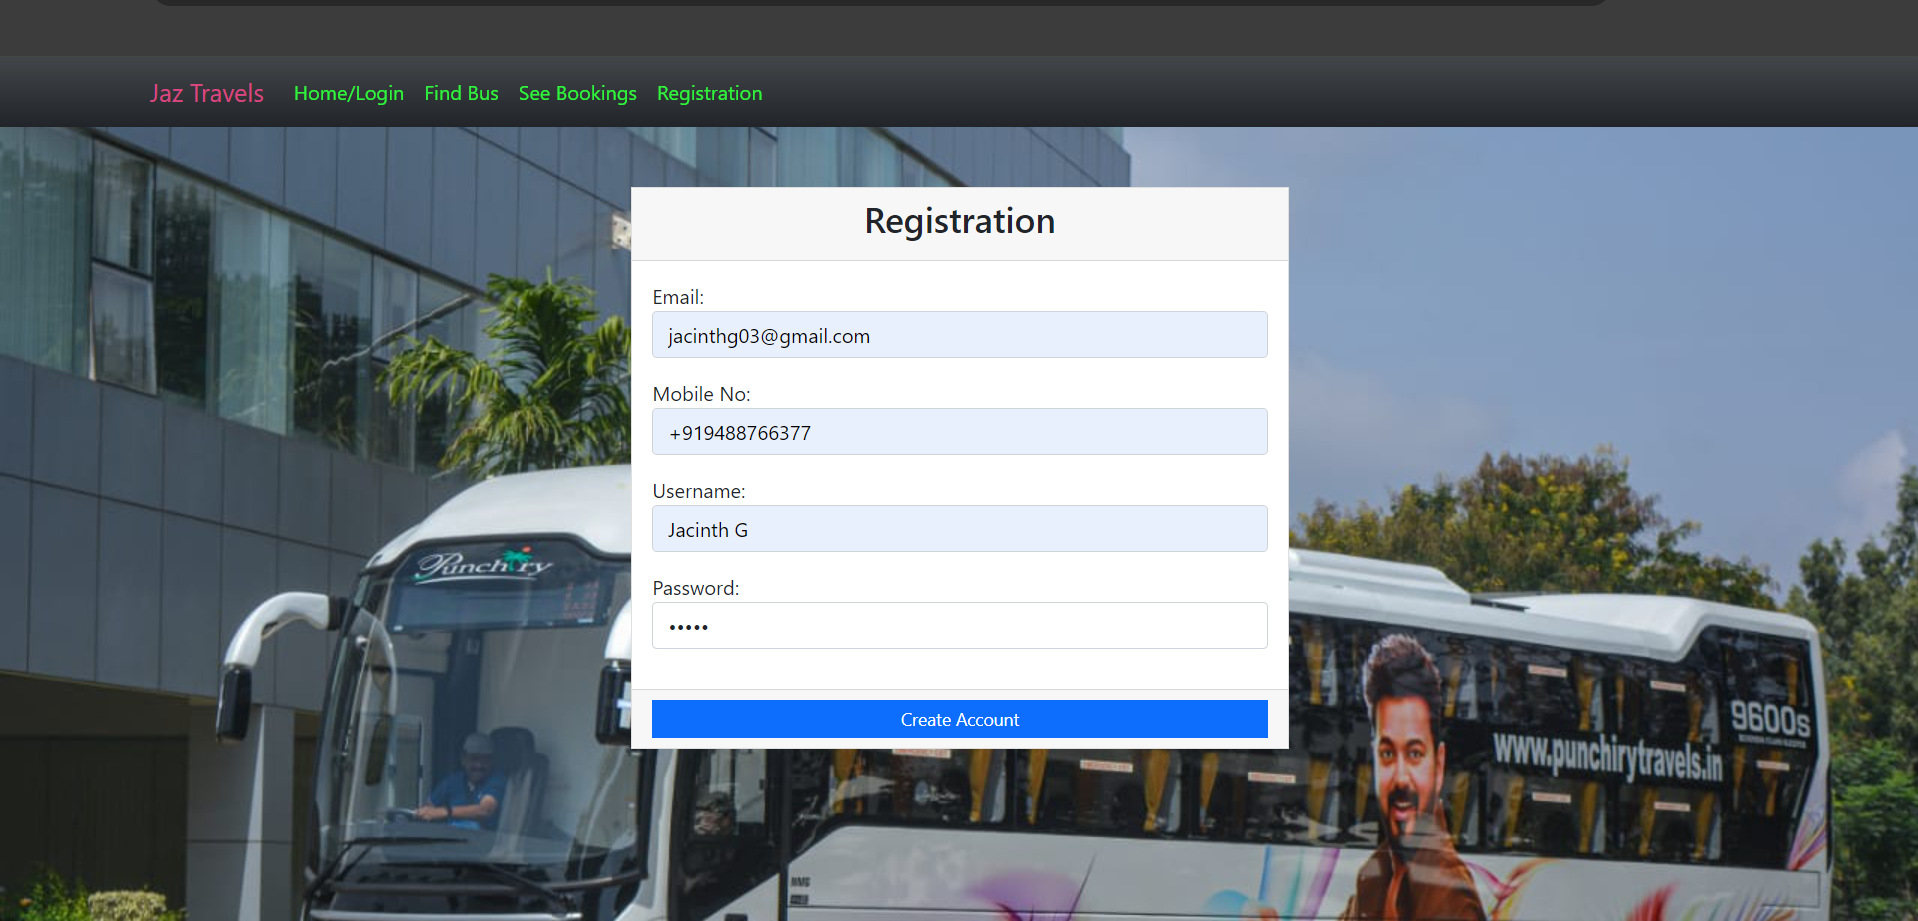 Jaz Travels Home/Login Find Bus See Bookings Registration
Registration
Email:
jacinthg03@gmail.com
Mobile No:
+919488766377
Username:
Jacinth G
Password:
•••••
Create Account
Punchiry
9600s
www.punchirytravels.in